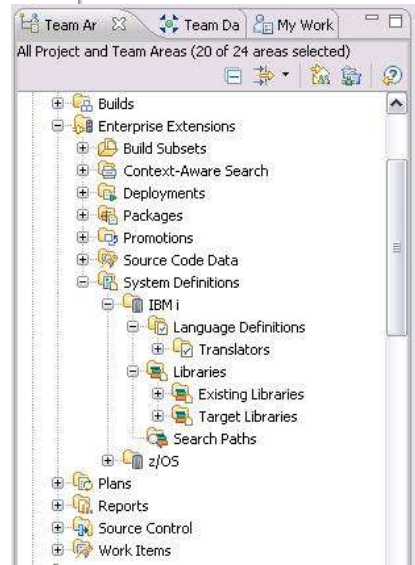 Team Ar Team Da My Work
All Project and Team Areas (20 of 24 areas selected)
Builds
Enterprise Extensions
Build Subsets
Context-Aware Search
Deployments
Packages
Promotions
Source Code Data
System Definitions
IBM i
Language Definitions
Translators
Libraries
Existing Libraries
Target Libraries
Search Paths
z/OS
Plans
Reports
Source Control
Work Items